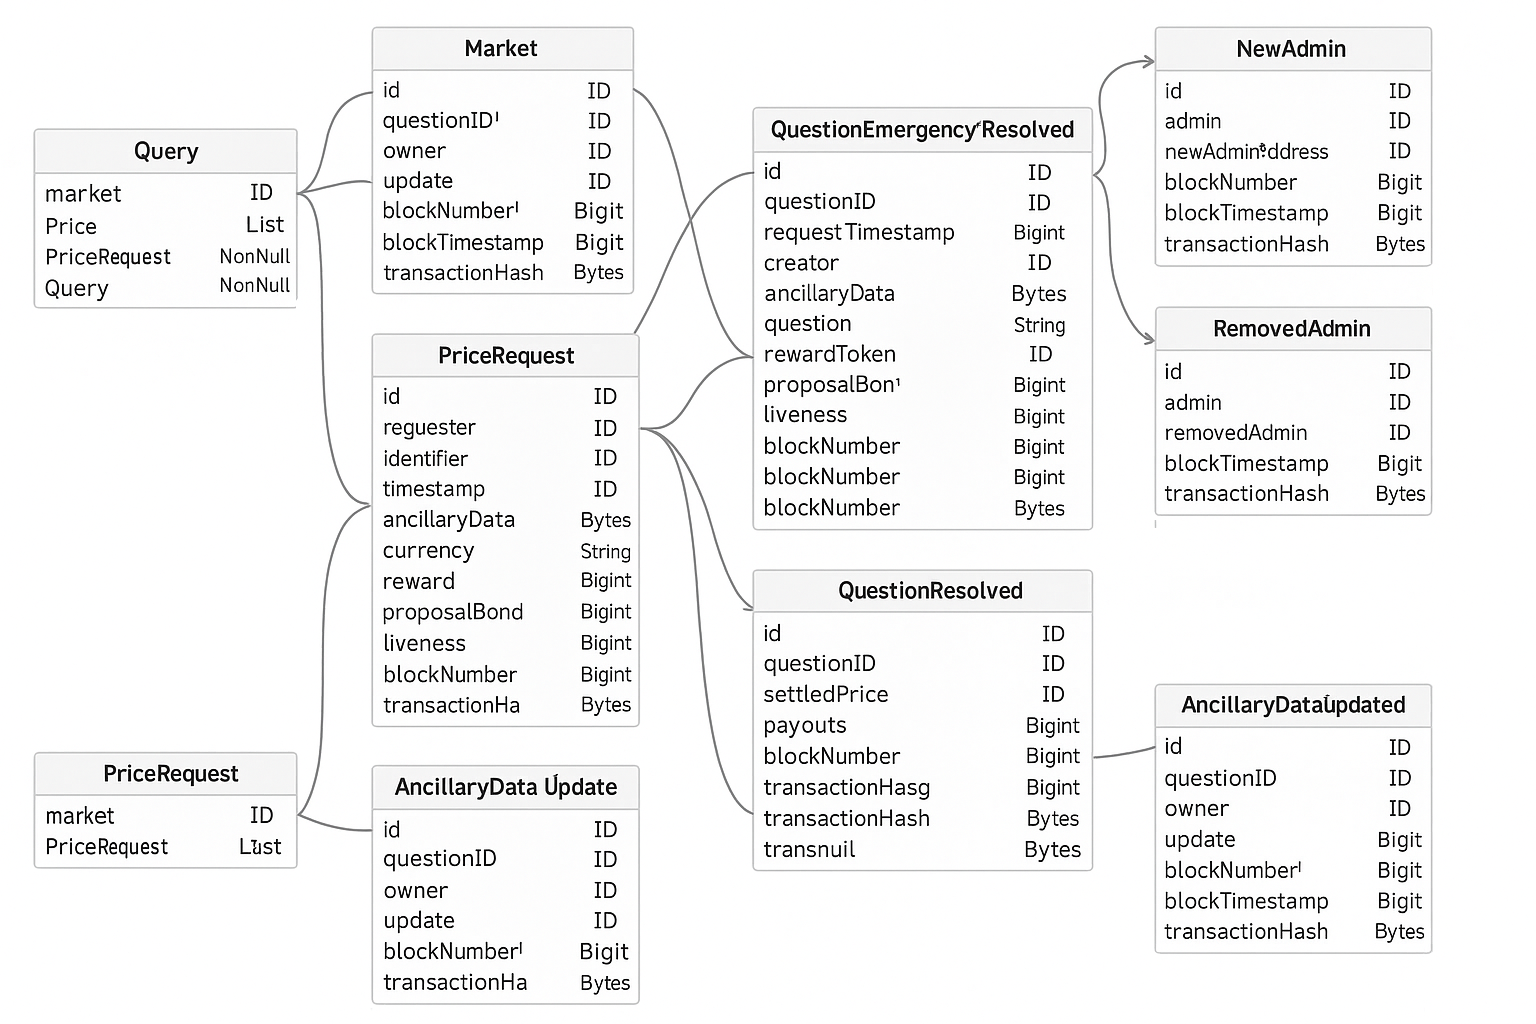 Query
market ID
Price List
PriceRequest NonNull
Query NonNull
PriceRequest
market ID
PriceRequest
Market
id ID
questionID ID
owner ID
update ID
blockNumber Bigit
blockTimestamp Bigit
transactionHash Bytes
PriceRequest
id ID
reguester ID
identifier ID
timestamp ID
ancillaryData Bytes
currency String
reward Bigint
proposalBond Bigint
liveness Bigint
blockNumber Bigint
transactionHa Bytes
AncillaryData Update
id ID
questionID ID
owner ID
update ID
blockNumber Bigit
transactionHa Bytes
QuestionEmergencyResolved
id ID
questionID ID
request Timestamp Bigint
creator ID
ancillaryData Bytes
question String
rewardToken ID
proposalBon Bigint
liveness Bigint
blockNumber Bigint
blockNumber Bigint
blockNumber Bytes
QuestionResolved
id ID
questionID ID
settledPrice ID
payouts Bigint
blockNumber Bigint
transactionHasg Bigint
transactionHash Bytes
transnuil Bytes
NewAdmin
id ID
admin ID
ID
blockNumber Bigit
blockTimestamp Bigit
transactionHash Bytes
RemovedAdmin
id ID
admin ID
removedAdmin ID
blockTimestamp Bigit
transactionHash Bytes
AncillaryDataUpdated
id ID
questionID ID
owner ID
update Bigit
blockNumber Bigit
blockTimestamp Bigit
transactionHash Bytes